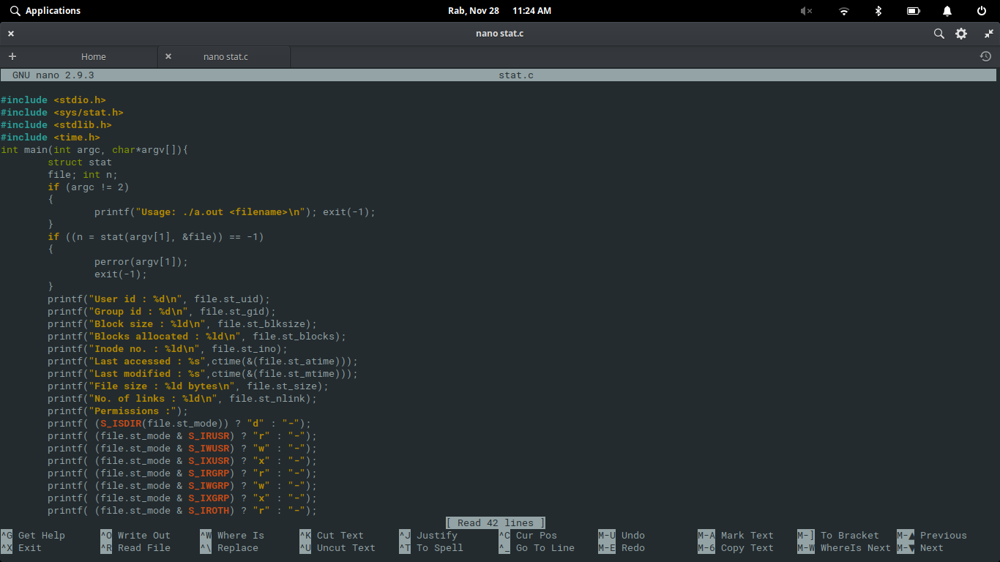 Applications
Rab, Nov 28 11:24 AM
nano stat.c
Home
nano stat.c
GNU nano 2.9.3 stat.c
#include <stdio.h>
#include <sys/stat.h>
#include <stdlib.h>
#include <time.h>
int main(int argc, char*argv[]){
        struct stat
        file; int n;
        if (argc != 2)
        {
                printf("Usage: ./a.out <filename>\n"); exit(-1);
        }
        if ((n = stat(argv[1], &file)) == -1)
        {
                perror(argv[1]);
                exit(-1);
        }
        printf("User id : %d\n", file.st_uid);
        printf("Group id : %d\n", file.st_gid);
        printf("Block size : %ld\n", file.st_blksize);
        printf("Blocks allocated : %ld\n", file.st_blocks);
        printf("Inode no. : %ld\n", file.st_ino);
        printf("Last accessed : %s",ctime(&(file.st_atime)));
        printf("Last modified : %s",ctime(&(file.st_mtime)));
        printf("File size : %ld bytes\n", file.st_size);
        printf("No. of links : %ld\n", file.st_nlink);
        printf("Permissions :");
        printf( (S_ISDIR(file.st_mode)) ? "d" : "-");
        printf( (file.st_mode & S_IRUSR) ? "r" : "-");
        printf( (file.st_mode & S_IWUSR) ? "w" : "-");
        printf( (file.st_mode & S_IXUSR) ? "x" : "-");
        printf( (file.st_mode & S_IRGRP) ? "r" : "-");
        printf( (file.st_mode & S_IWGRP) ? "w" : "-");
        printf( (file.st_mode & S_IXGRP) ? "x" : "-");
        printf( (file.st_mode & S_IROTH) ? "r" : "-");
[ Read 42 lines ]
^G Get Help ^O Write Out ^W Where Is ^K Cut Text ^J Justify ^C Cur Pos M-U Undo M-A Mark Text M-] To Bracket M-▲ Previous
^X Exit ^R Read File ^\ Replace ^U Uncut Text ^T To Spell ^_ Go To Line M-E Redo M-6 Copy Text M-W WhereIs Next M-▼ Next